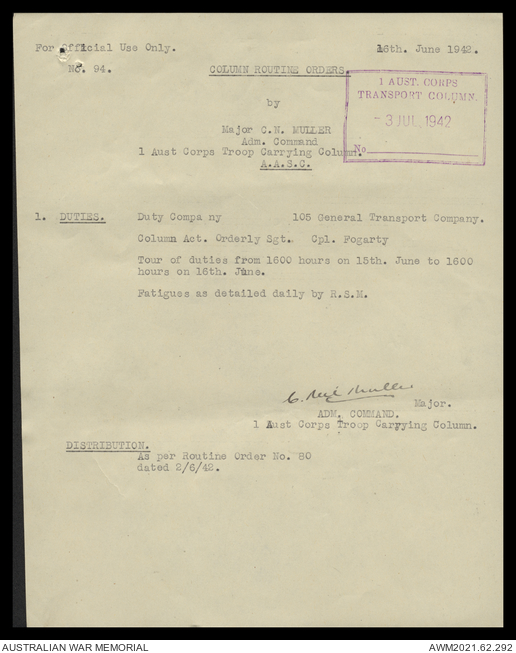 For Official Use Only.
16th. June 1942.
No. 94.
COLUMN ROUTINE ORDERS.
1 AUST. CORPS
TRANSPORT COLUMN.
- 3 JUL 1942
No
by
Major C.N. MULLER
Adm. Command
1 Aust Corps Troop Carrying Column.
A.A.S.C.
1. DUTIES. Duty Company 105 General Transport Company.
Column Act. Orderly Sgt. Cpl. Fogarty
Tour of duties from 1600 hours on 15th. June to 1600
hours on 16th. June.
Fatigues as detailed daily by R.S.M.
C. Neil Muller
Major.
ADM. COMMAND.
1 Aust Corps Troop Carrying Column.
DISTRIBUTION.
As per Routine Order No. 80
dated 2/6/42.
AUSTRALIAN WAR MEMORIAL
AWM2021.62.292